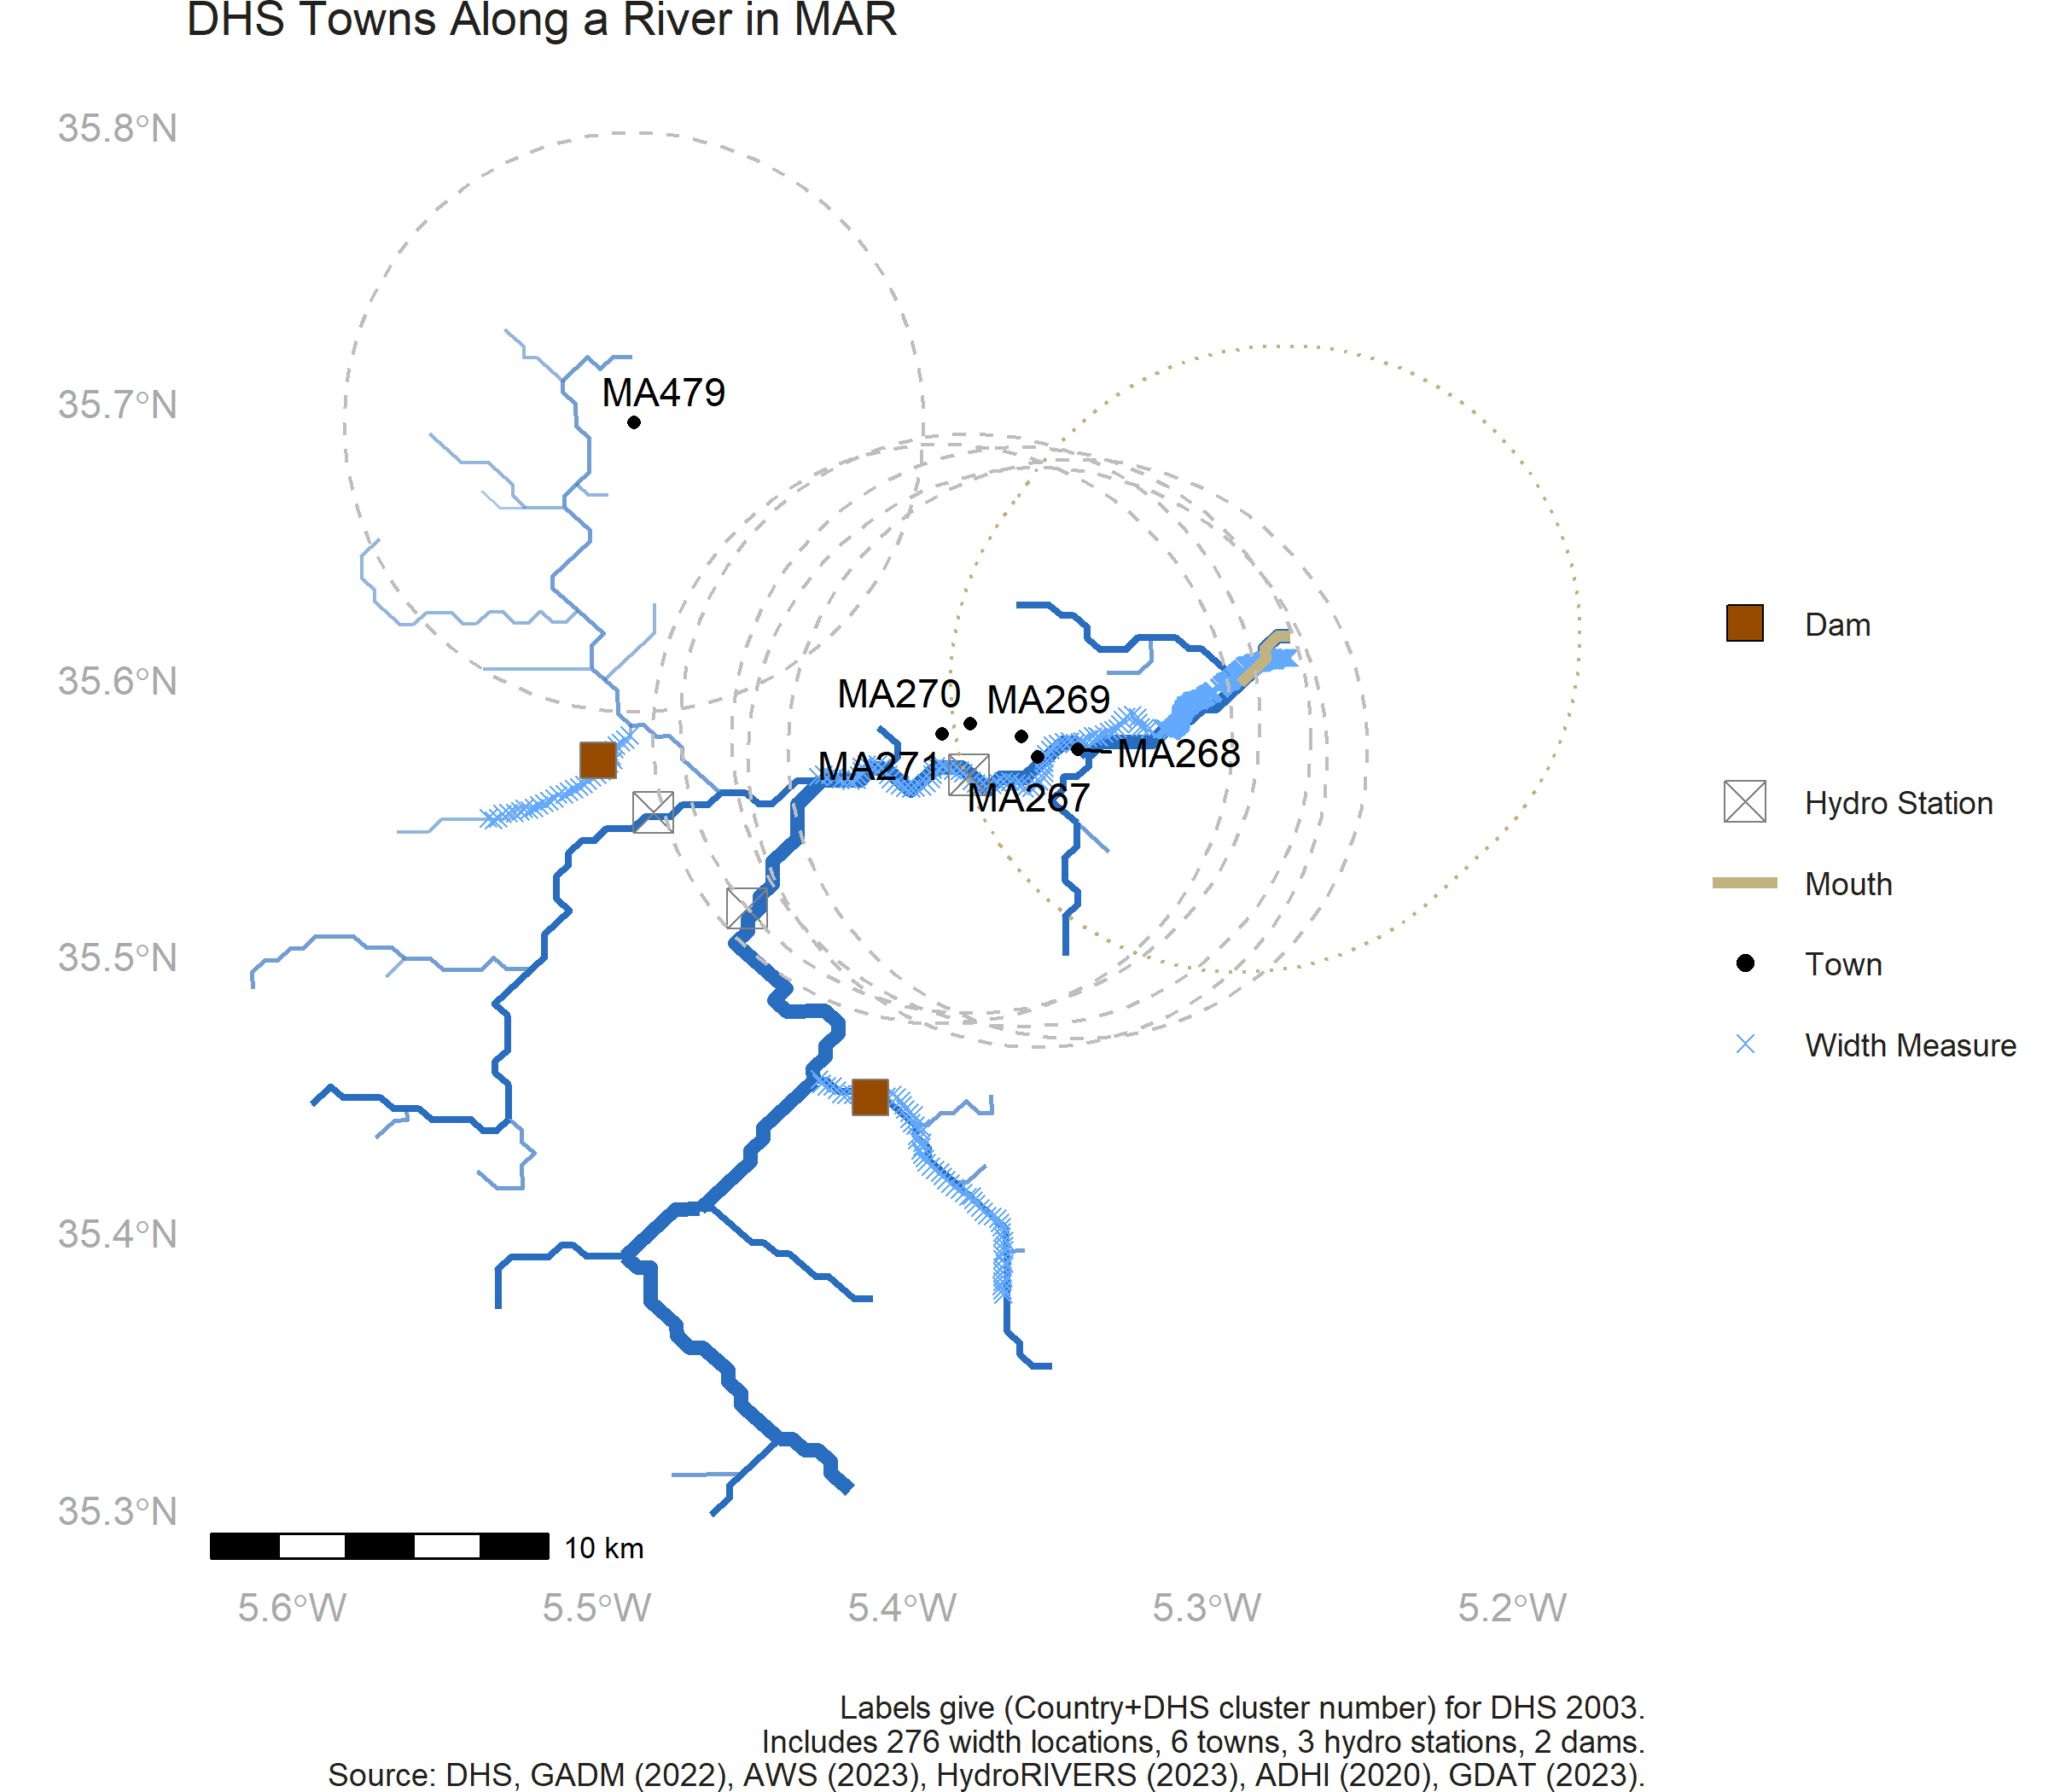 DHS Towns Along a River in MAR
35.8°N
35.7°N
35.6°N
35.5°N
35.4°N
35.3°N
MA479
MA270
MA269
MA271
MA268
MA267
Dam
Hydro Station
Mouth
Town
Width Measure
10 km
5.6°W
5.5°W
5.4°W
5.3°W
5.2°W
Labels give (Country+DHS cluster number) for DHS 2003.
Includes 276 width locations, 6 towns, 3 hydro stations, 2 dams.
Source: DHS, GADM (2022), AWS (2023), HydroRIVERS (2023), ADHI (2020), GDAT (2023).